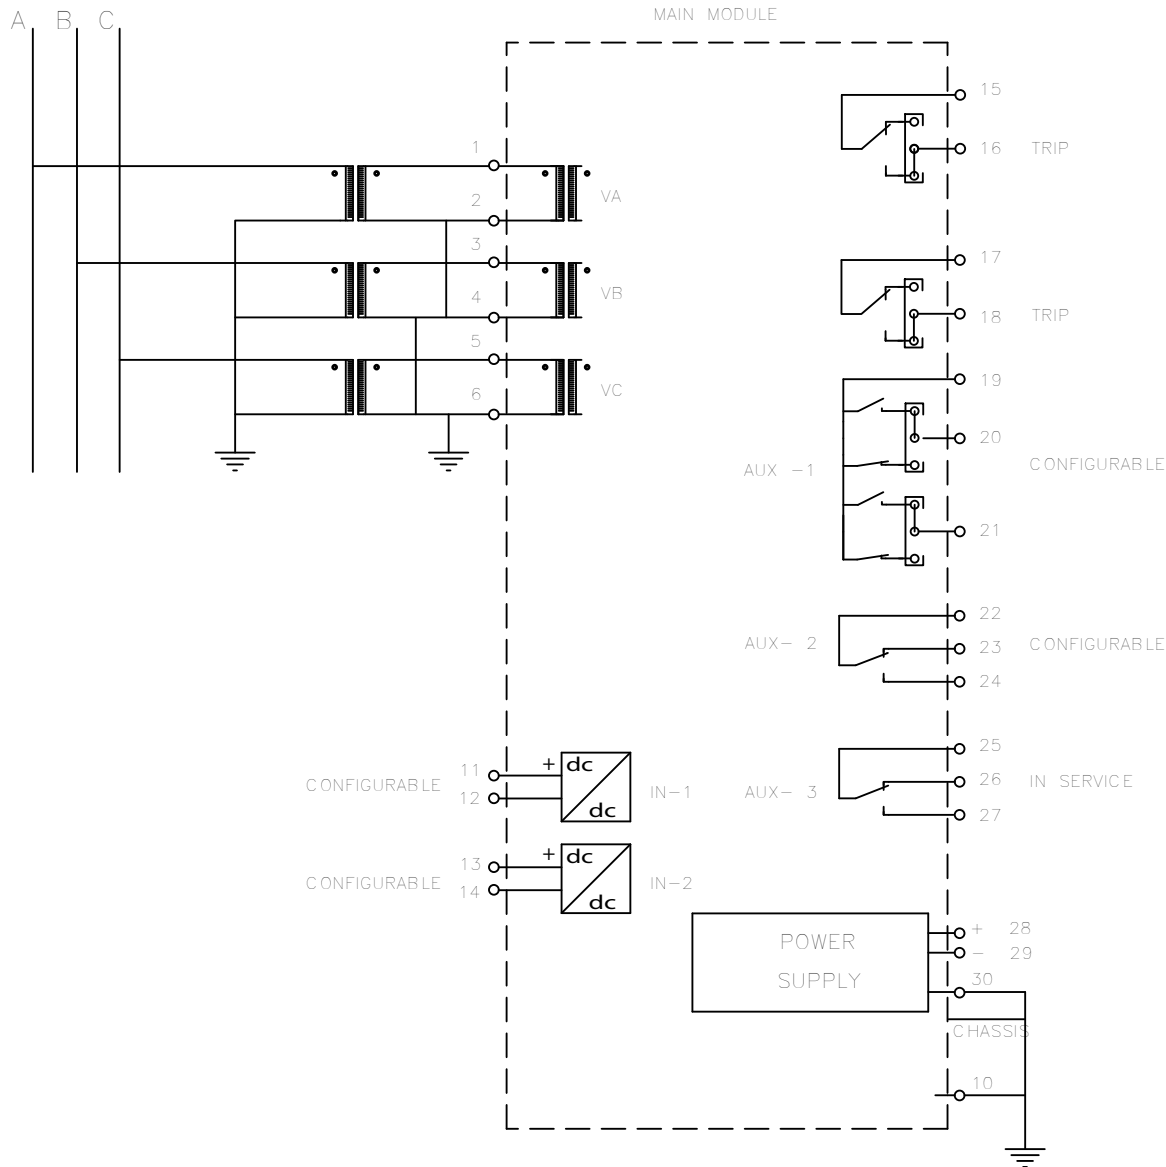 A B C
MAIN MODULE
15
16 TRIP
1
2
VA
3
4
VB
5
6
VC
17
18 TRIP
19
20
CONFIGURABLE
AUX -1
21
22
AUX- 2
23 CONFIGURABLE
24
25
AUX- 3
26 IN SERVICE
27
CONFIGURABLE
11
12
+ dc
dc
IN-1
CONFIGURABLE
13
14
+ dc
dc
IN-2
POWER
SUPPLY
+ 28
- 29
30
CHASSIS
10